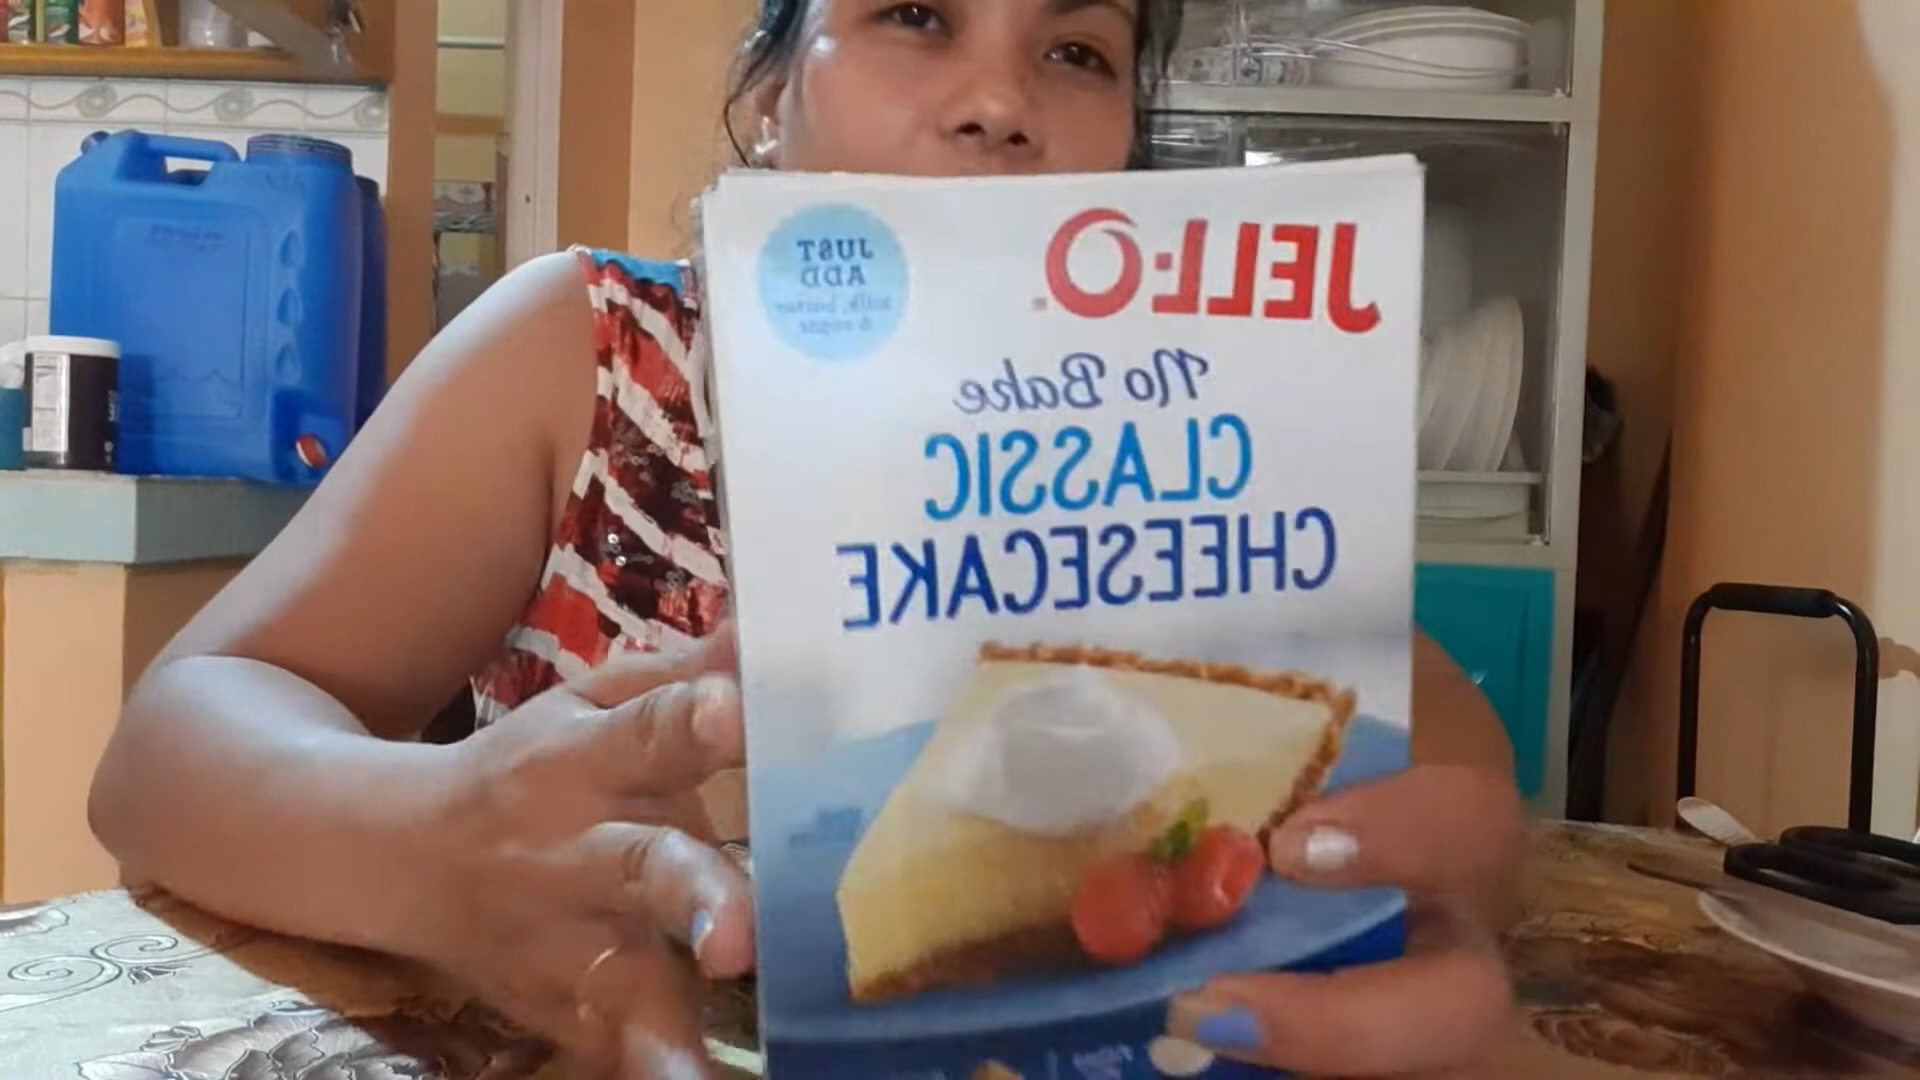 JELL-O
JUST
ADD
milk, butter
& sugar
No Bake
CLASSIC
CHEESECAKE